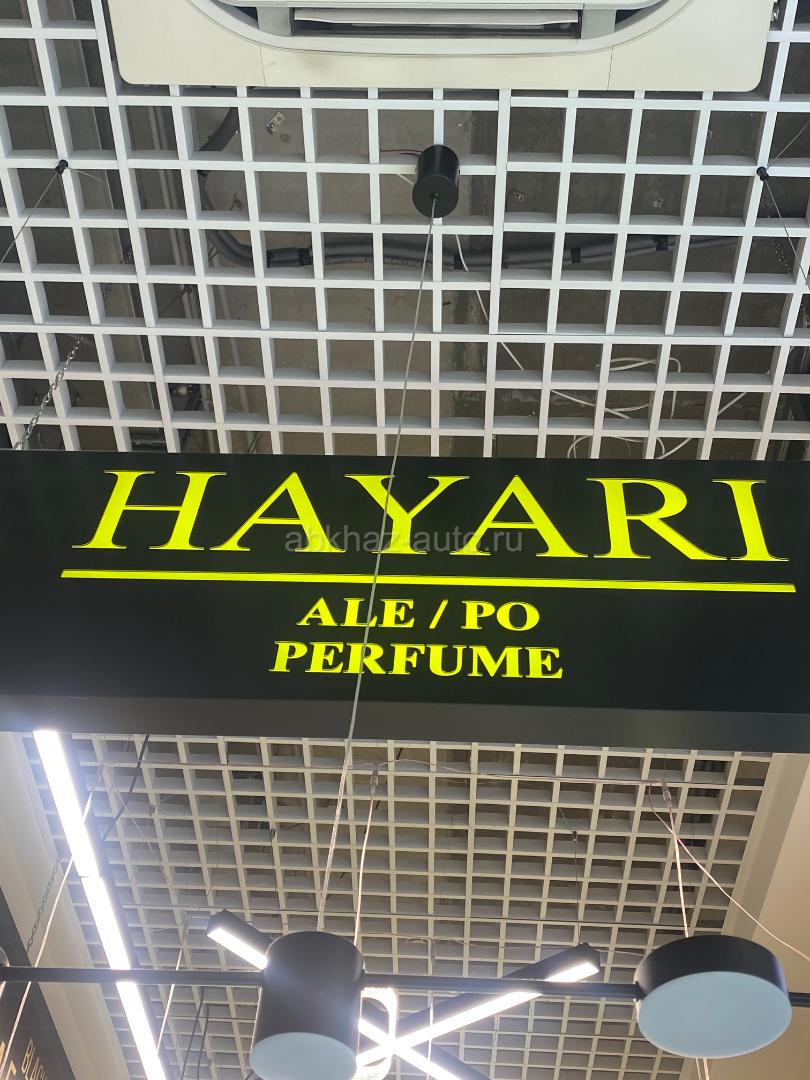 HAYARI
abkhaz-auto.ru
ALE / PO
PERFUME